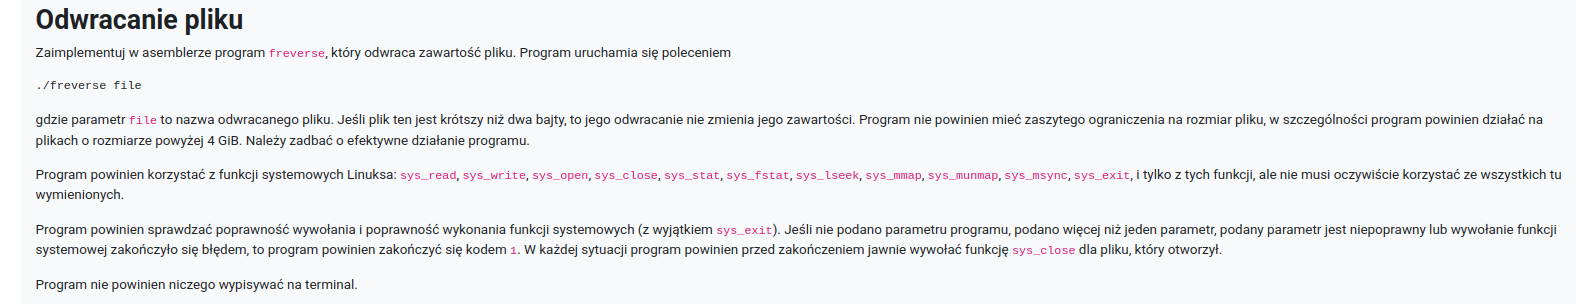 Odwracanie pliku
Zaimplementuj w asemblerze program freverse, który odwraca zawartość pliku. Program uruchamia się poleceniem
./freverse file
gdzie parametr file to nazwa odwracanego pliku. Jeśli plik ten jest krótszy niż dwa bajty, to jego odwracanie nie zmienia jego zawartości. Program nie powinien mieć zaszytego ograniczenia na rozmiar pliku, w szczególności program powinien działać na
plikach o rozmiarze powyżej 4 GiB. Należy zadbać o efektywne działanie programu.
Program powinien korzystać z funkcji systemowych Linuksa: sys_read, sys_write, sys_open, sys_close, sys_stat, sys_fstat, sys_lseek, sys_mmap, sys_munmap, sys_msync, sys_exit, i tylko z tych funkcji, ale nie musi oczywiście korzystać ze wszystkich tu
wymienionych.
Program powinien sprawdzać poprawność wywołania i poprawność wykonania funkcji systemowych (z wyjątkiem sys_exit). Jeśli nie podano parametru programu, podano więcej niż jeden parametr, podany parametr jest niepoprawny lub wywołanie funkcji
systemowej zakończyło się błędem, to program powinien zakończyć się kodem 1. W każdej sytuacji program powinien przed zakończeniem jawnie wywołać funkcję sys_close dla pliku, który otworzył.
Program nie powinien niczego wypisywać na terminal.